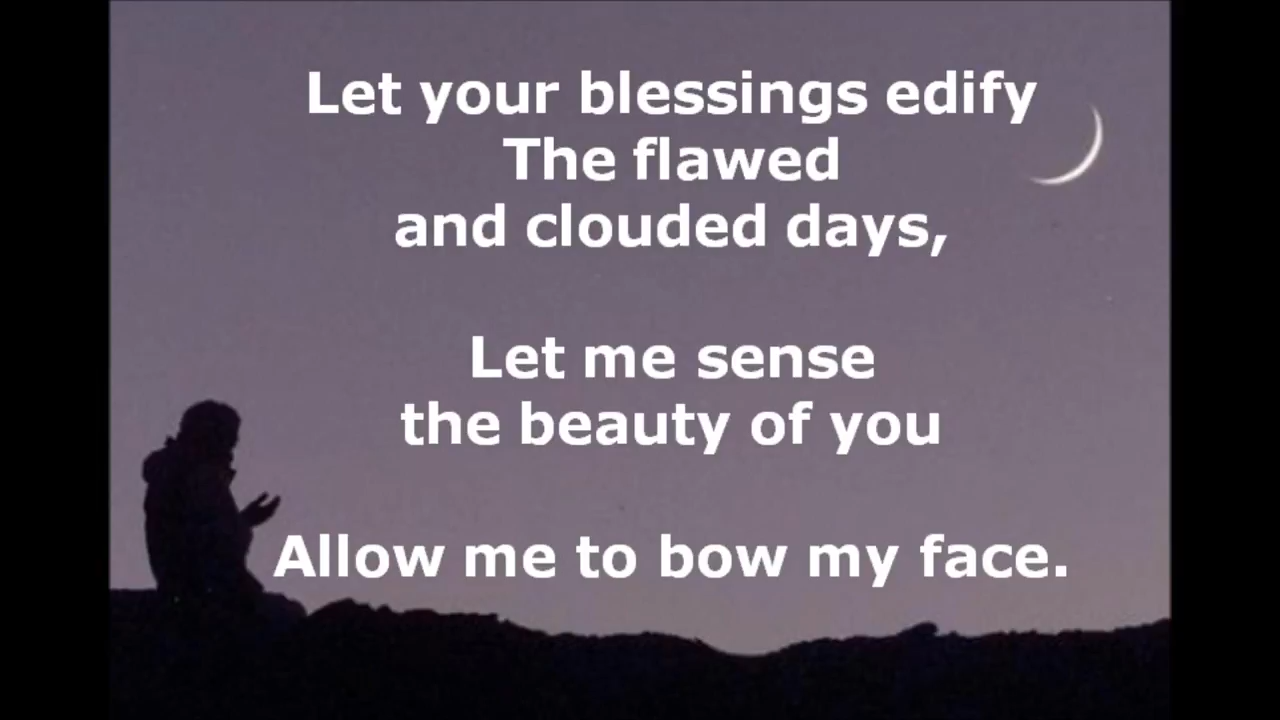 Let your blessings edify
The flawed
and clouded days,
Let me sense
the beauty of you
Allow me to bow my face.